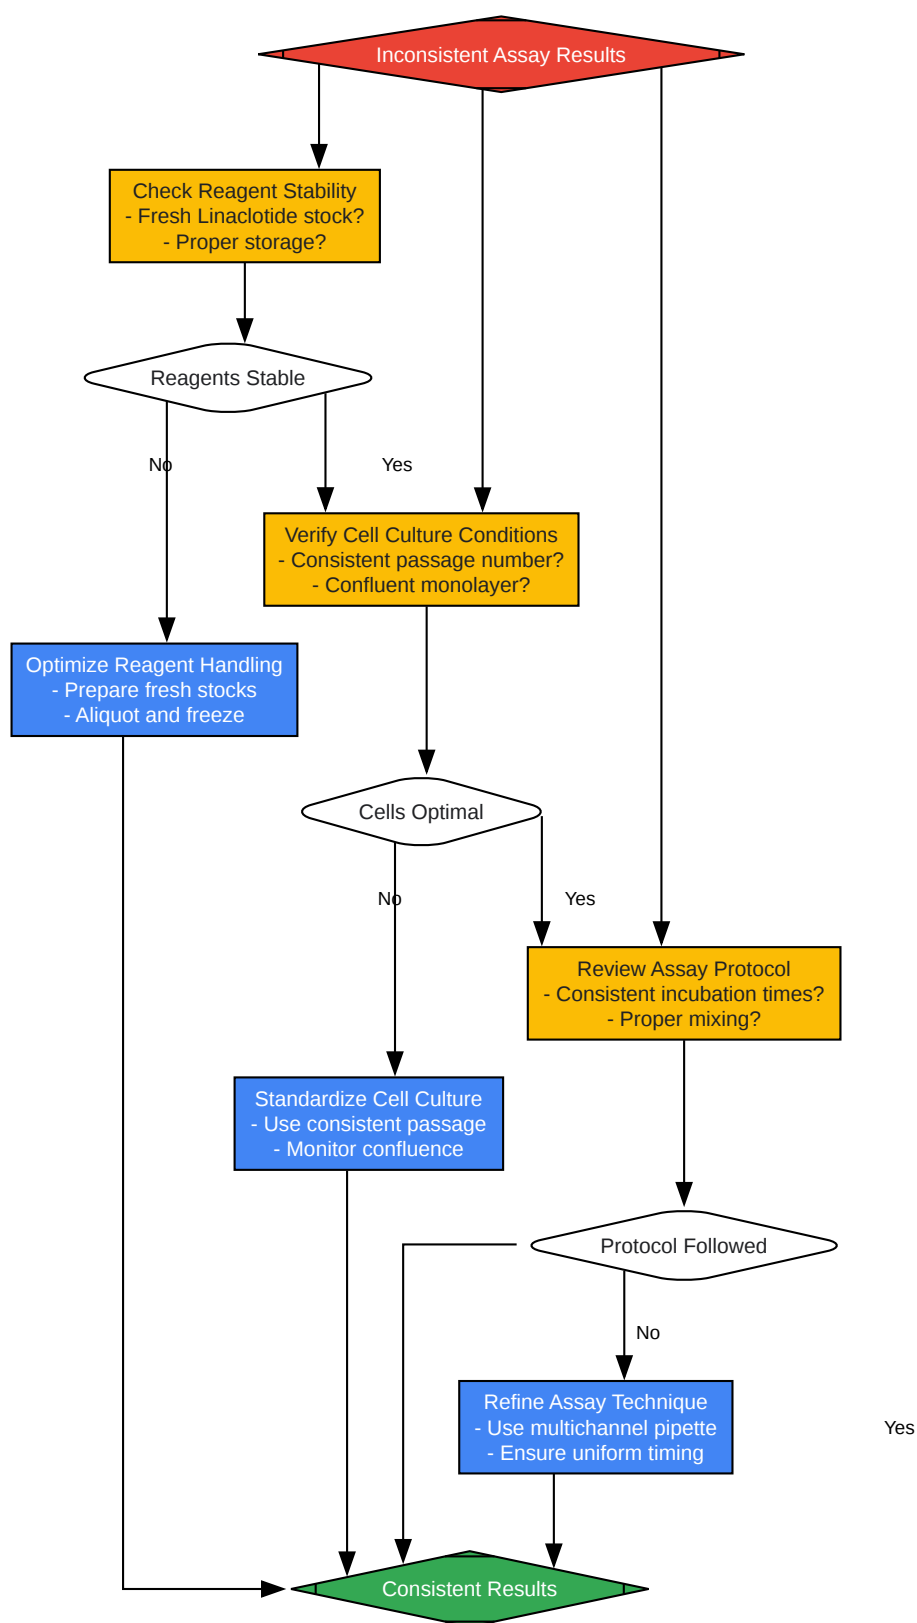 Inconsistent Assay Results
Check Reagent Stability
- Fresh Linaclotide stock?
- Proper storage?
Reagents Stable
No
Yes
Verify Cell Culture Conditions
- Consistent passage number?
- Confluent monolayer?
Optimize Reagent Handling
- Prepare fresh stocks
- Aliquot and freeze
Cells Optimal
No
Yes
Review Assay Protocol
- Consistent incubation times?
- Proper mixing?
Standardize Cell Culture
- Use consistent passage
- Monitor confluence
Protocol Followed
No
Refine Assay Technique
- Use multichannel pipette
- Ensure uniform timing
Yes
Consistent Results